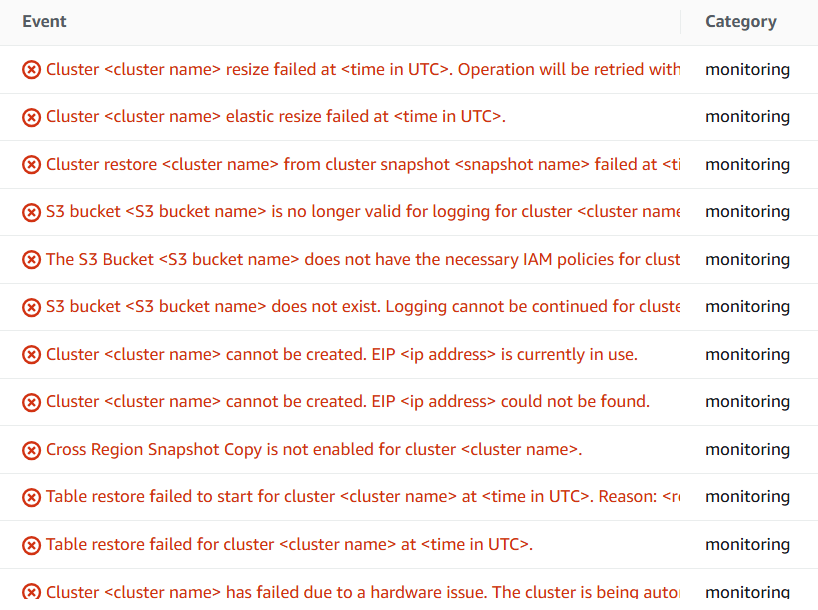 Event Category
Cluster <cluster name> resize failed at <time in UTC>. Operation will be retried with monitoring
Cluster <cluster name> elastic resize failed at <time in UTC>. monitoring
Cluster restore <cluster name> from cluster snapshot <snapshot name> failed at <ti monitoring
S3 bucket <S3 bucket name> is no longer valid for logging for cluster <cluster name monitoring
The S3 Bucket <S3 bucket name> does not have the necessary IAM policies for clust monitoring
S3 bucket <S3 bucket name> does not exist. Logging cannot be continued for cluste monitoring
Cluster <cluster name> cannot be created. EIP <ip address> is currently in use. monitoring
Cluster <cluster name> cannot be created. EIP <ip address> could not be found. monitoring
Cross Region Snapshot Copy is not enabled for cluster <cluster name>. monitoring
Table restore failed to start for cluster <cluster name> at <time in UTC>. Reason: <re monitoring
Table restore failed for cluster <cluster name> at <time in UTC>. monitoring
Cluster <cluster name> has failed due to a hardware issue. The cluster is being auto monitoring